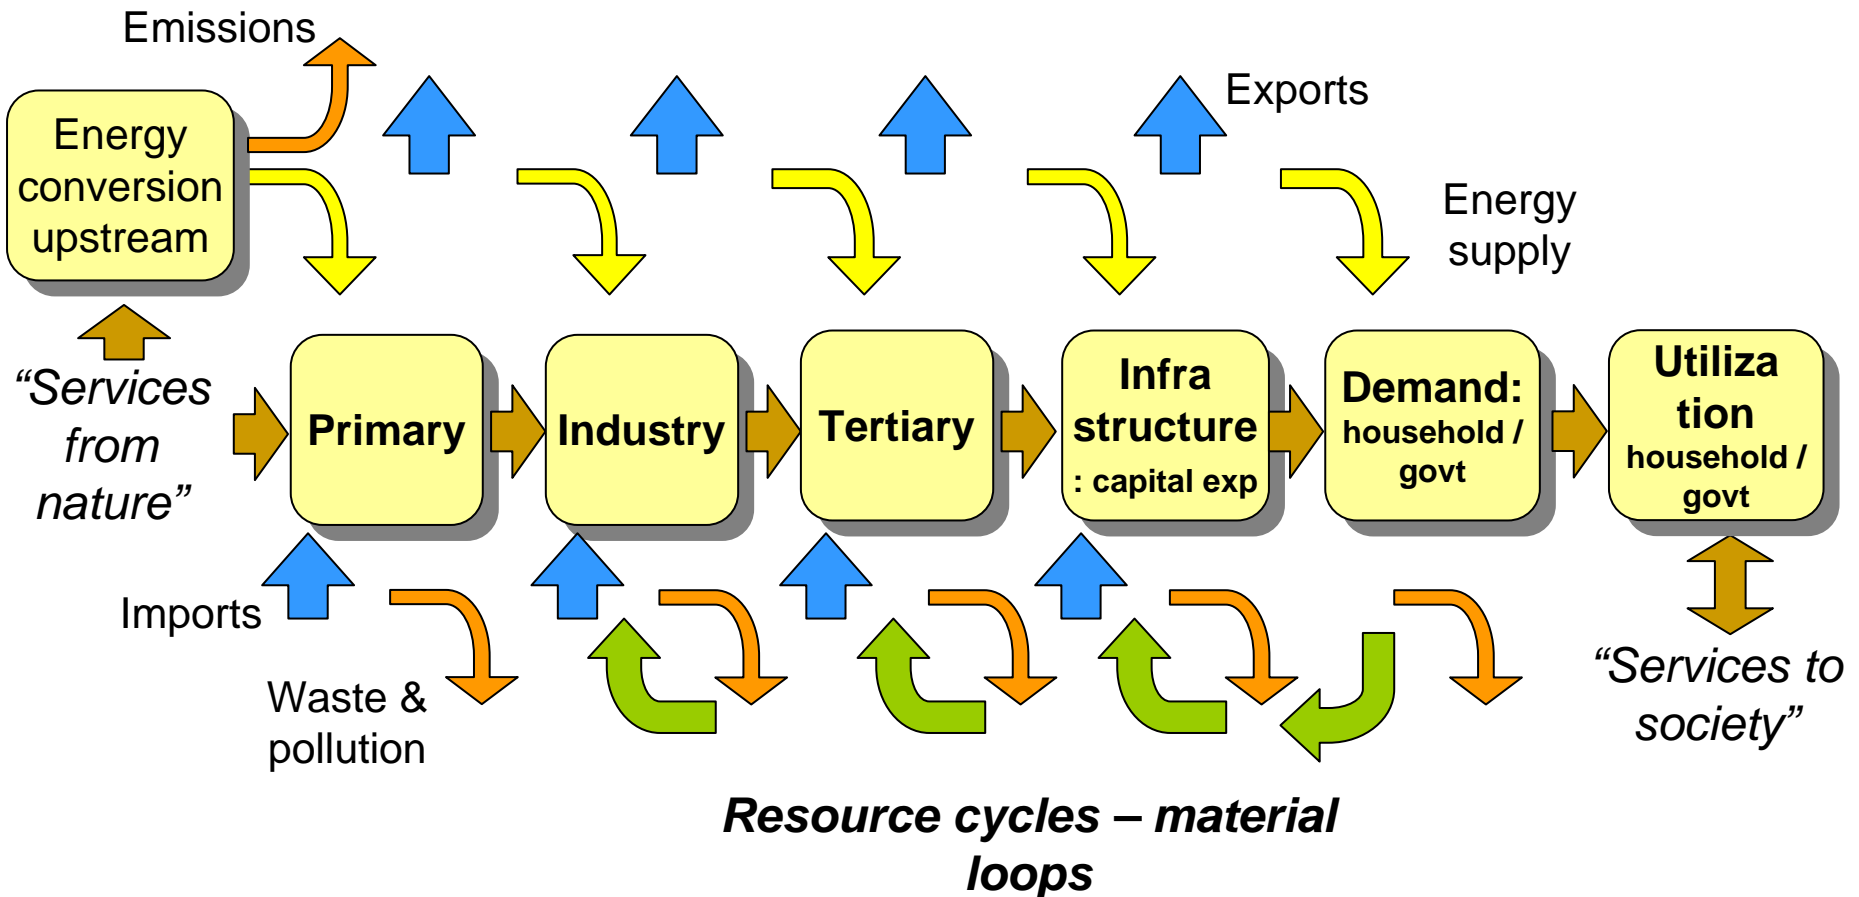 Emissions
Exports
Energy
conversion
upstream
Energy
supply
“Services
from
nature”
Primary
Industry
Tertiary
Infra
structure
: capital exp
Demand:
household /
govt
Utiliza
tion
household /
govt
Imports
Waste &
pollution
“Services to
society”
Resource cycles – material
loops